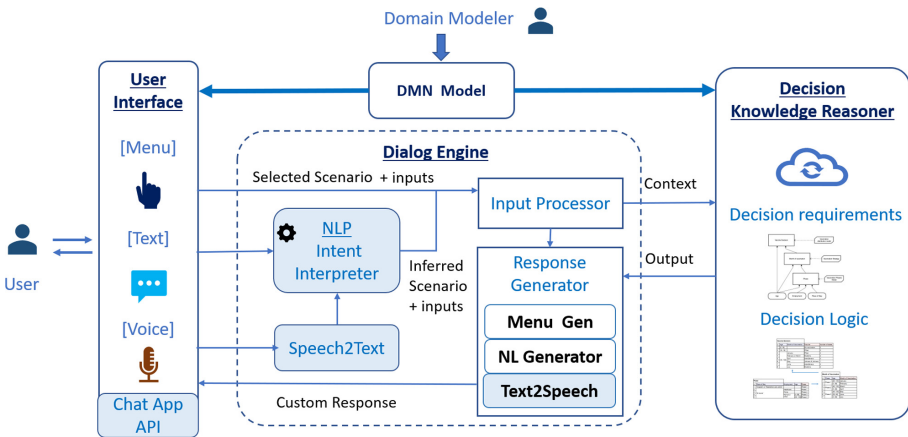 Domain Modeler
DMN Model
User
Interface
[Menu]
[Text]
[Voice]
Chat App
API
User
Dialog Engine
Selected Scenario + inputs
NLP
Intent
Interpreter
Inferred
Scenario
+ inputs
Speech2Text
Custom Response
Input Processor
Response
Generator
Menu Gen
NL Generator
Text2Speech
Context
Output
Decision
Knowledge Reasoner
Decision requirements
Decision Logic